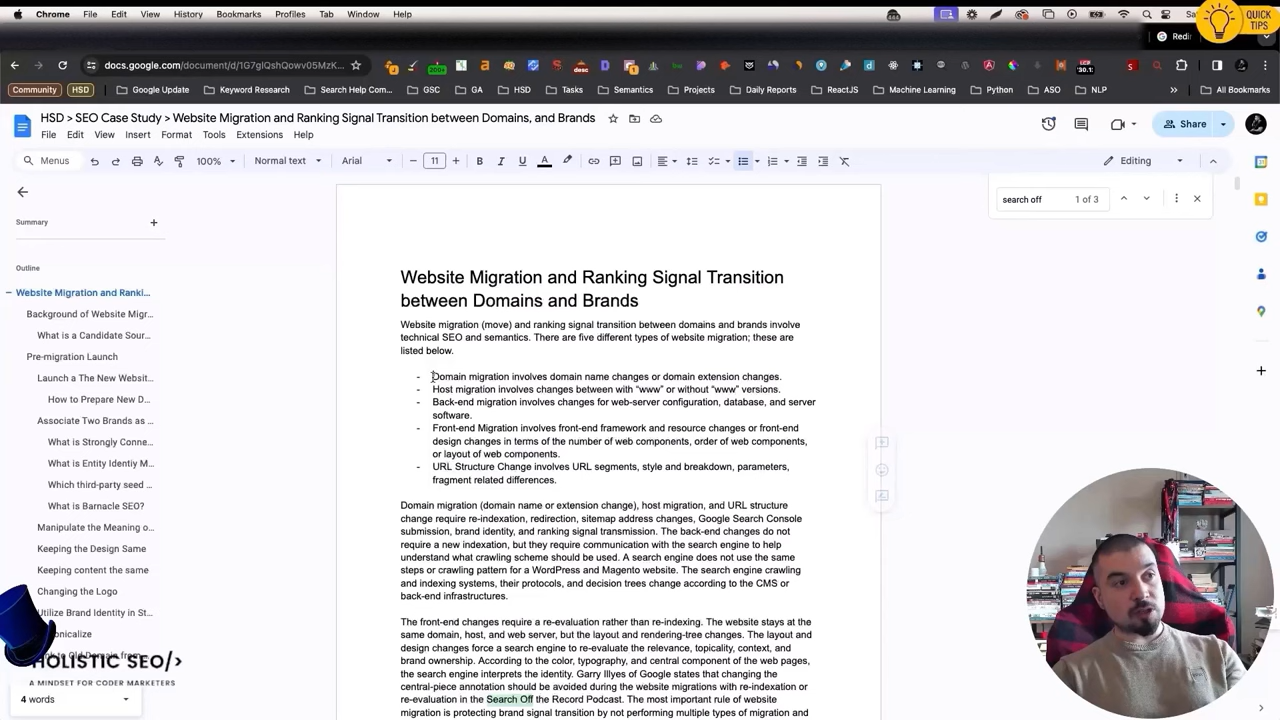 Chrome File Edit View History Bookmarks Profiles Tab Window Help
QUICK
TIPS
Redi
docs.google.com/document/d/1G7glQshQowv05MzK...
Community HSD Google Update Keyword Research Search Help Com... GSC GA HSD Tasks Semantics Projects Daily Reports ReactJS Machine Learning Python ASO NLP » All Bookmarks
HSD > SEO Case Study > Website Migration and Ranking Signal Transition between Domains, and Brands
File Edit View Insert Format Tools Extensions Help
Share
Menus 100% Normal text Arial 11 Editing
search off 1 of 3
Summary
Outline
Website Migration and Ranki...
Background of Website Migr...
What is a Candidate Sour...
Pre-migration Launch
Launch a The New Websit...
How to Prepare New D...
Associate Two Brands as ...
What is Strongly Conne...
What is Entity Identiy M...
Which third-party seed ...
What is Barnacle SEO?
Manipulate the Meaning o...
Keeping the Design Same
Keeping content the same
Changing the Logo
Utilize Brand Identity in St...
HOLISTIC SEO/>
A MINDSET FOR CODER MARKETERS
4 words
Website Migration and Ranking Signal Transition
between Domains and Brands
Website migration (move) and ranking signal transition between domains and brands involve
technical SEO and semantics. There are five different types of website migration; these are
listed below.
- Domain migration involves domain name changes or domain extension changes.
- Host migration involves changes between with “www” or without “www” versions.
- Back-end migration involves changes for web-server configuration, database, and server
software.
- Front-end Migration involves front-end framework and resource changes or front-end
design changes in terms of the number of web components, order of web components,
or layout of web components.
- URL Structure Change involves URL segments, style and breakdown, parameters,
fragment related differences.
Domain migration (domain name or extension change), host migration, and URL structure
change require re-indexation, redirection, sitemap address changes, Google Search Console
submission, brand identity, and ranking signal transmission. The back-end changes do not
require a new indexation, but they require communication with the search engine to help
understand what crawling scheme should be used. A search engine does not use the same
steps or crawling pattern for a WordPress and Magento website. The search engine crawling
and indexing systems, their protocols, and decision trees change according to the CMS or
back-end infrastructures.
The front-end changes require a re-evaluation rather than re-indexing. The website stays at the
same domain, host, and web server, but the layout and rendering-tree changes. The layout and
design changes force a search engine to re-evaluate the relevance, topicality, context, and
brand ownership. According to the color, typography, and central component of the web pages,
the search engine interprets the identity. Garry Illyes of Google states that changing the
central-piece annotation should be avoided during the website migrations with re-indexation or
re-evaluation in the Search Off the Record Podcast. The most important rule of website
migration is protecting brand signal transition by not performing multiple types of migration and